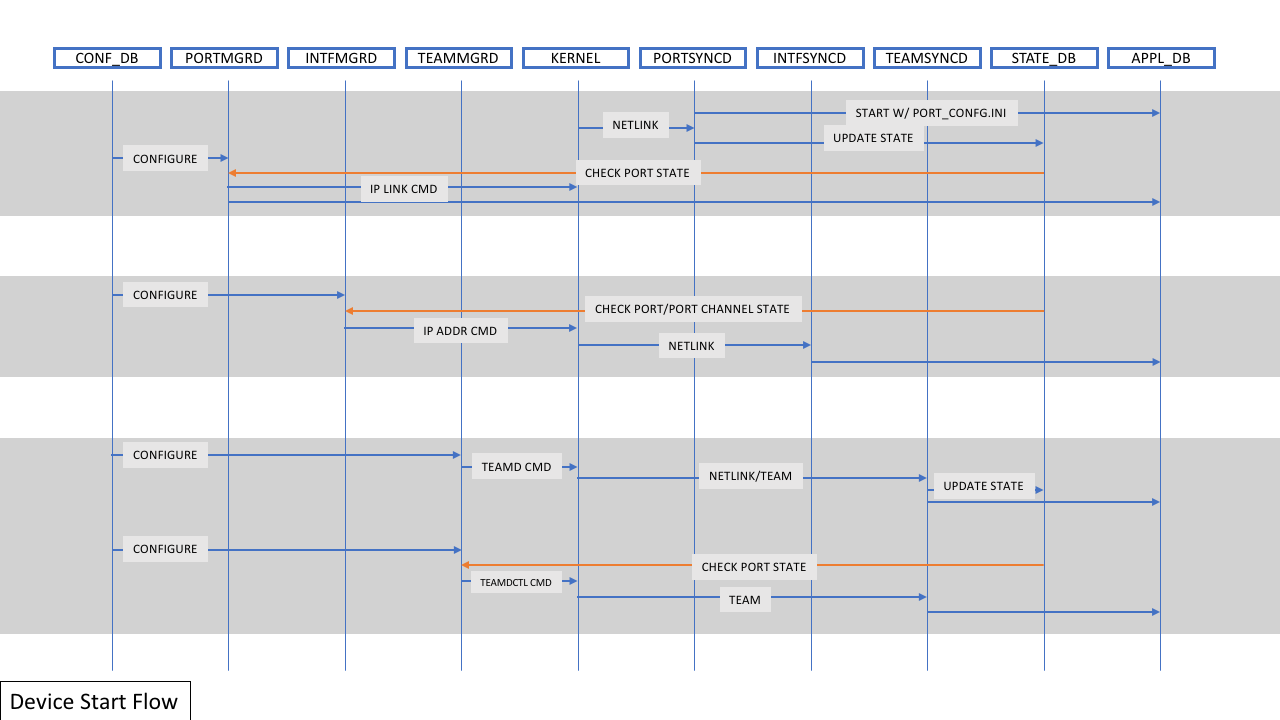 CONF_DB
PORTMGRD
INTFMGRD
TEAMMGRD
KERNEL
PORTSYNCD
INTFSYNCD
TEAMSYNCD
STATE_DB
APPL_DB
START W/ PORT_CONFG.INI
NETLINK
UPDATE STATE
CONFIGURE
CHECK PORT STATE
IP LINK CMD
CONFIGURE
CHECK PORT/PORT CHANNEL STATE
IP ADDR CMD
NETLINK
CONFIGURE
TEAMD CMD
NETLINK/TEAM
UPDATE STATE
CONFIGURE
CHECK PORT STATE
TEAMDCTL CMD
TEAM
Device Start Flow